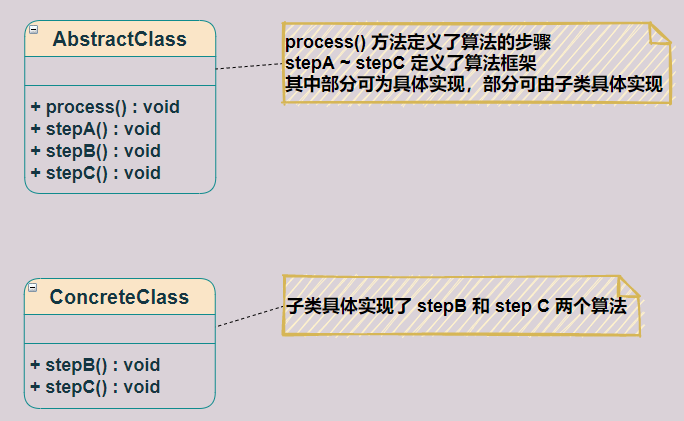 AbstractClass
+ process() : void
+ stepA() : void
+ stepB() : void
+ stepC() : void
process() 方法定义了算法的步骤
stepA ~ stepC 定义了算法框架
其中部分可为具体实现，部分可由子类具体实现
ConcreteClass
+ stepB() : void
+ stepC() : void
子类具体实现了 stepB 和 step C 两个算法